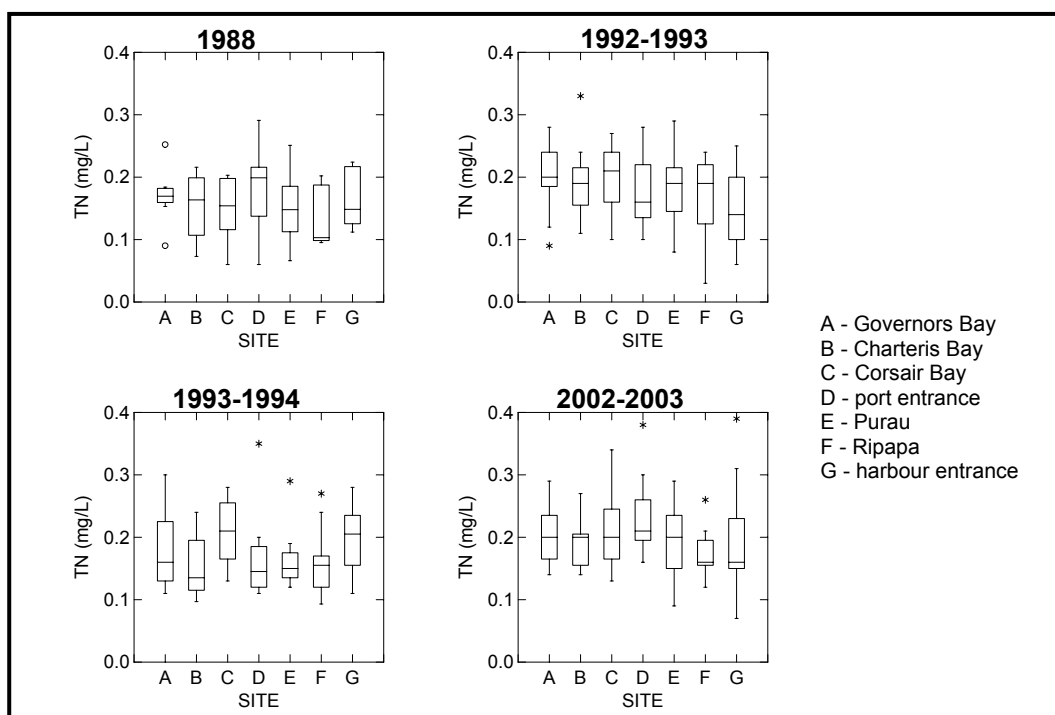 1988
0.4
0.3
0.2
0.1
0.0
TN (mg/L)
A B C D E F G
SITE
1992-1993
0.4
0.3
0.2
0.1
0.0
TN (mg/L)
A B C D E F G
SITE
1993-1994
0.4
0.3
0.2
0.1
0.0
TN (mg/L)
A B C D E F G
SITE
2002-2003
0.4
0.3
0.2
0.1
0.0
TN (mg/L)
A B C D E F G
SITE
A - Governors Bay
B - Charteris Bay
C - Corsair Bay
D - port entrance
E - Purau
F - Ripapa
G - harbour entrance